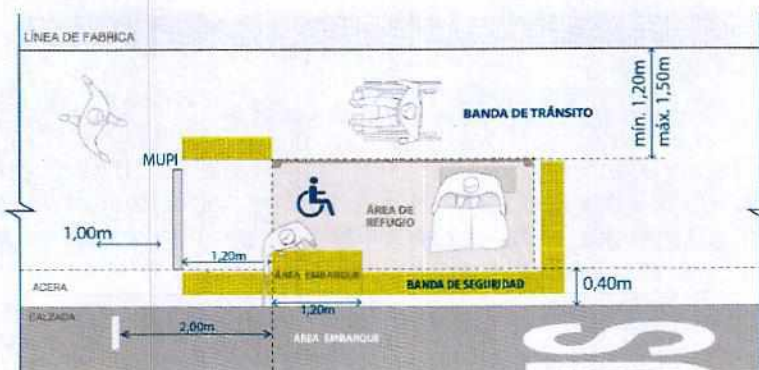 LÍNEA DE FABRICA
mín. 1,20m
máx. 1,50m
BANDA DE TRÁNSITO
MUPI
ÁREA DE
REFUGIO
1,00m
1,20m
ÁREA EMBARQUE
ACERA
BANDA DE SEGURIDAD
0,40m
1,20m
CALZADA
2,00m
ÁREA EMBARQUE